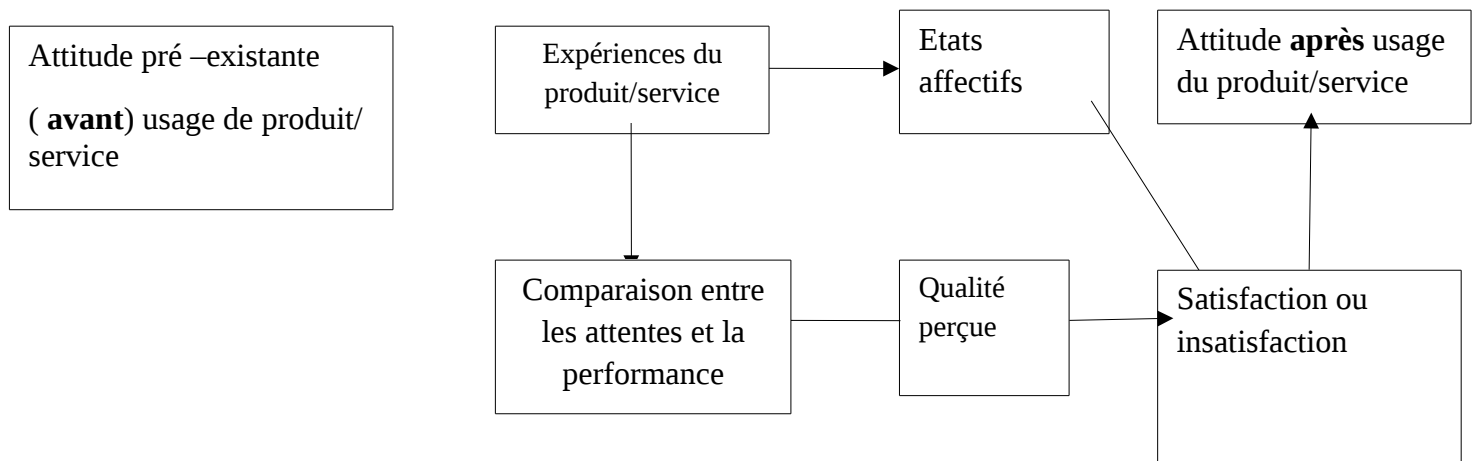 Attitude pré –existante
( avant) usage de produit/
service
Expériences du
produit/service
Etats
affectifs
Attitude après usage
du produit/service
Comparaison entre
les attentes et la
performance
Qualité
perçue
Satisfaction ou
insatisfaction